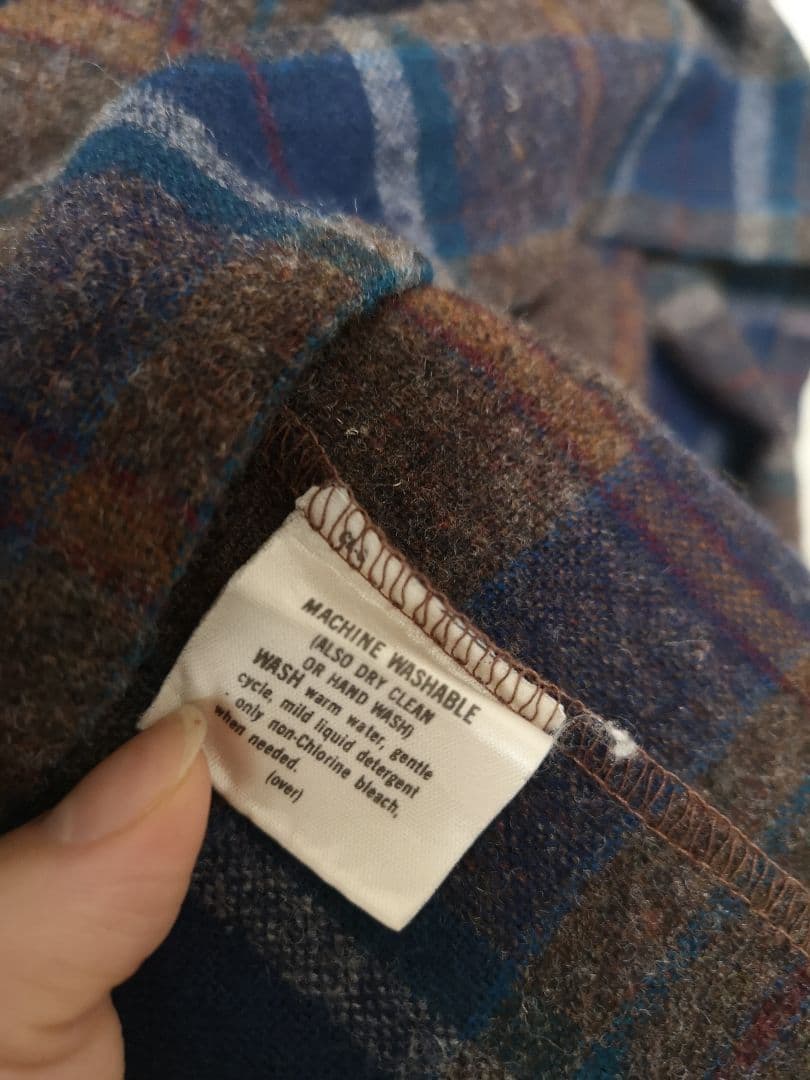 MACHINE WASHABLE
(ALSO DRY CLEAN
OR HAND WASH)
WASH warm water, gentle
cycle, mild liquid detergent
only non-Chlorine bleach,
when needed.
(over)